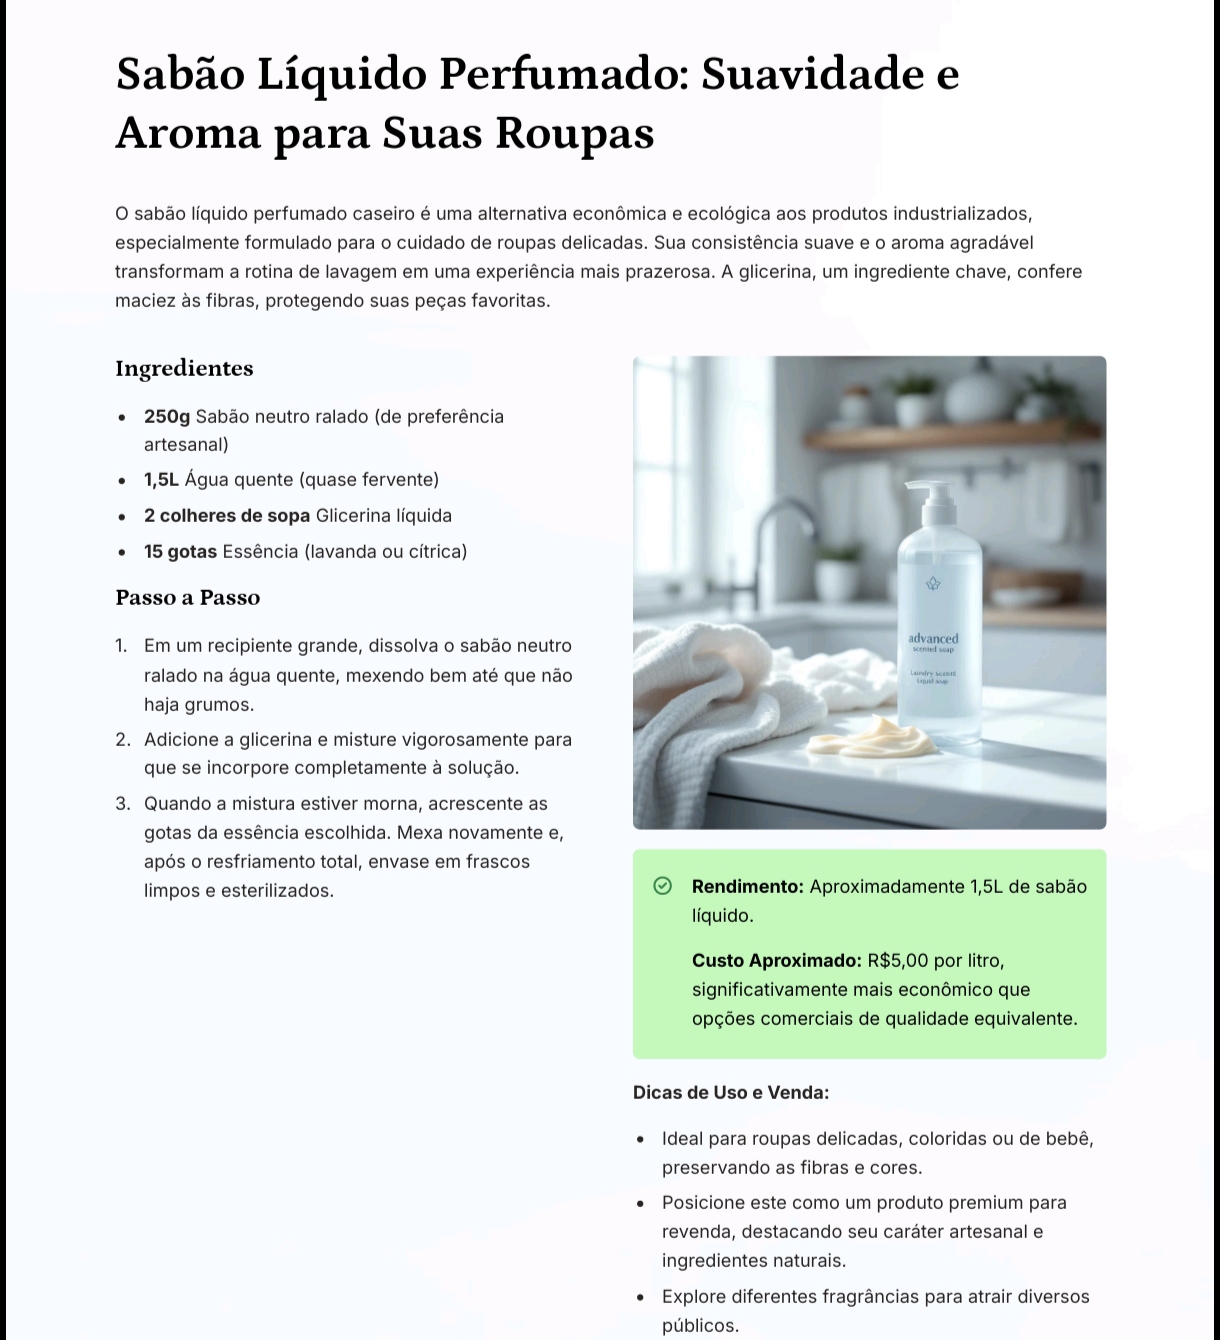 Sabão Líquido Perfumado: Suavidade e
Aroma para Suas Roupas
O sabão líquido perfumado caseiro é uma alternativa econômica e ecológica aos produtos industrializados,
especialmente formulado para o cuidado de roupas delicadas. Sua consistência suave e o aroma agradável
transformam a rotina de lavagem em uma experiência mais prazerosa. A glicerina, um ingrediente chave, confere
maciez às fibras, protegendo suas peças favoritas.
Ingredientes
• 250g Sabão neutro ralado (de preferência
artesanal)
• 1,5L Água quente (quase fervente)
• 2 colheres de sopa Glicerina líquida
• 15 gotas Essência (lavanda ou cítrica)
Passo a Passo
1. Em um recipiente grande, dissolva o sabão neutro
ralado na água quente, mexendo bem até que não
haja grumos.
2. Adicione a glicerina e misture vigorosamente para
que se incorpore completamente à solução.
3. Quando a mistura estiver morna, acrescente as
gotas da essência escolhida. Mexa novamente e,
após o resfriamento total, envase em frascos
limpos e esterilizados.
advanced
scented soap
liquid soap
Rendimento: Aproximadamente 1,5L de sabão
líquido.
Custo Aproximado: R$5,00 por litro,
significativamente mais econômico que
opções comerciais de qualidade equivalente.
Dicas de Uso e Venda:
• Ideal para roupas delicadas, coloridas ou de bebê,
preservando as fibras e cores.
• Posicione este como um produto premium para
revenda, destacando seu caráter artesanal e
ingredientes naturais.
• Explore diferentes fragrâncias para atrair diversos
públicos.